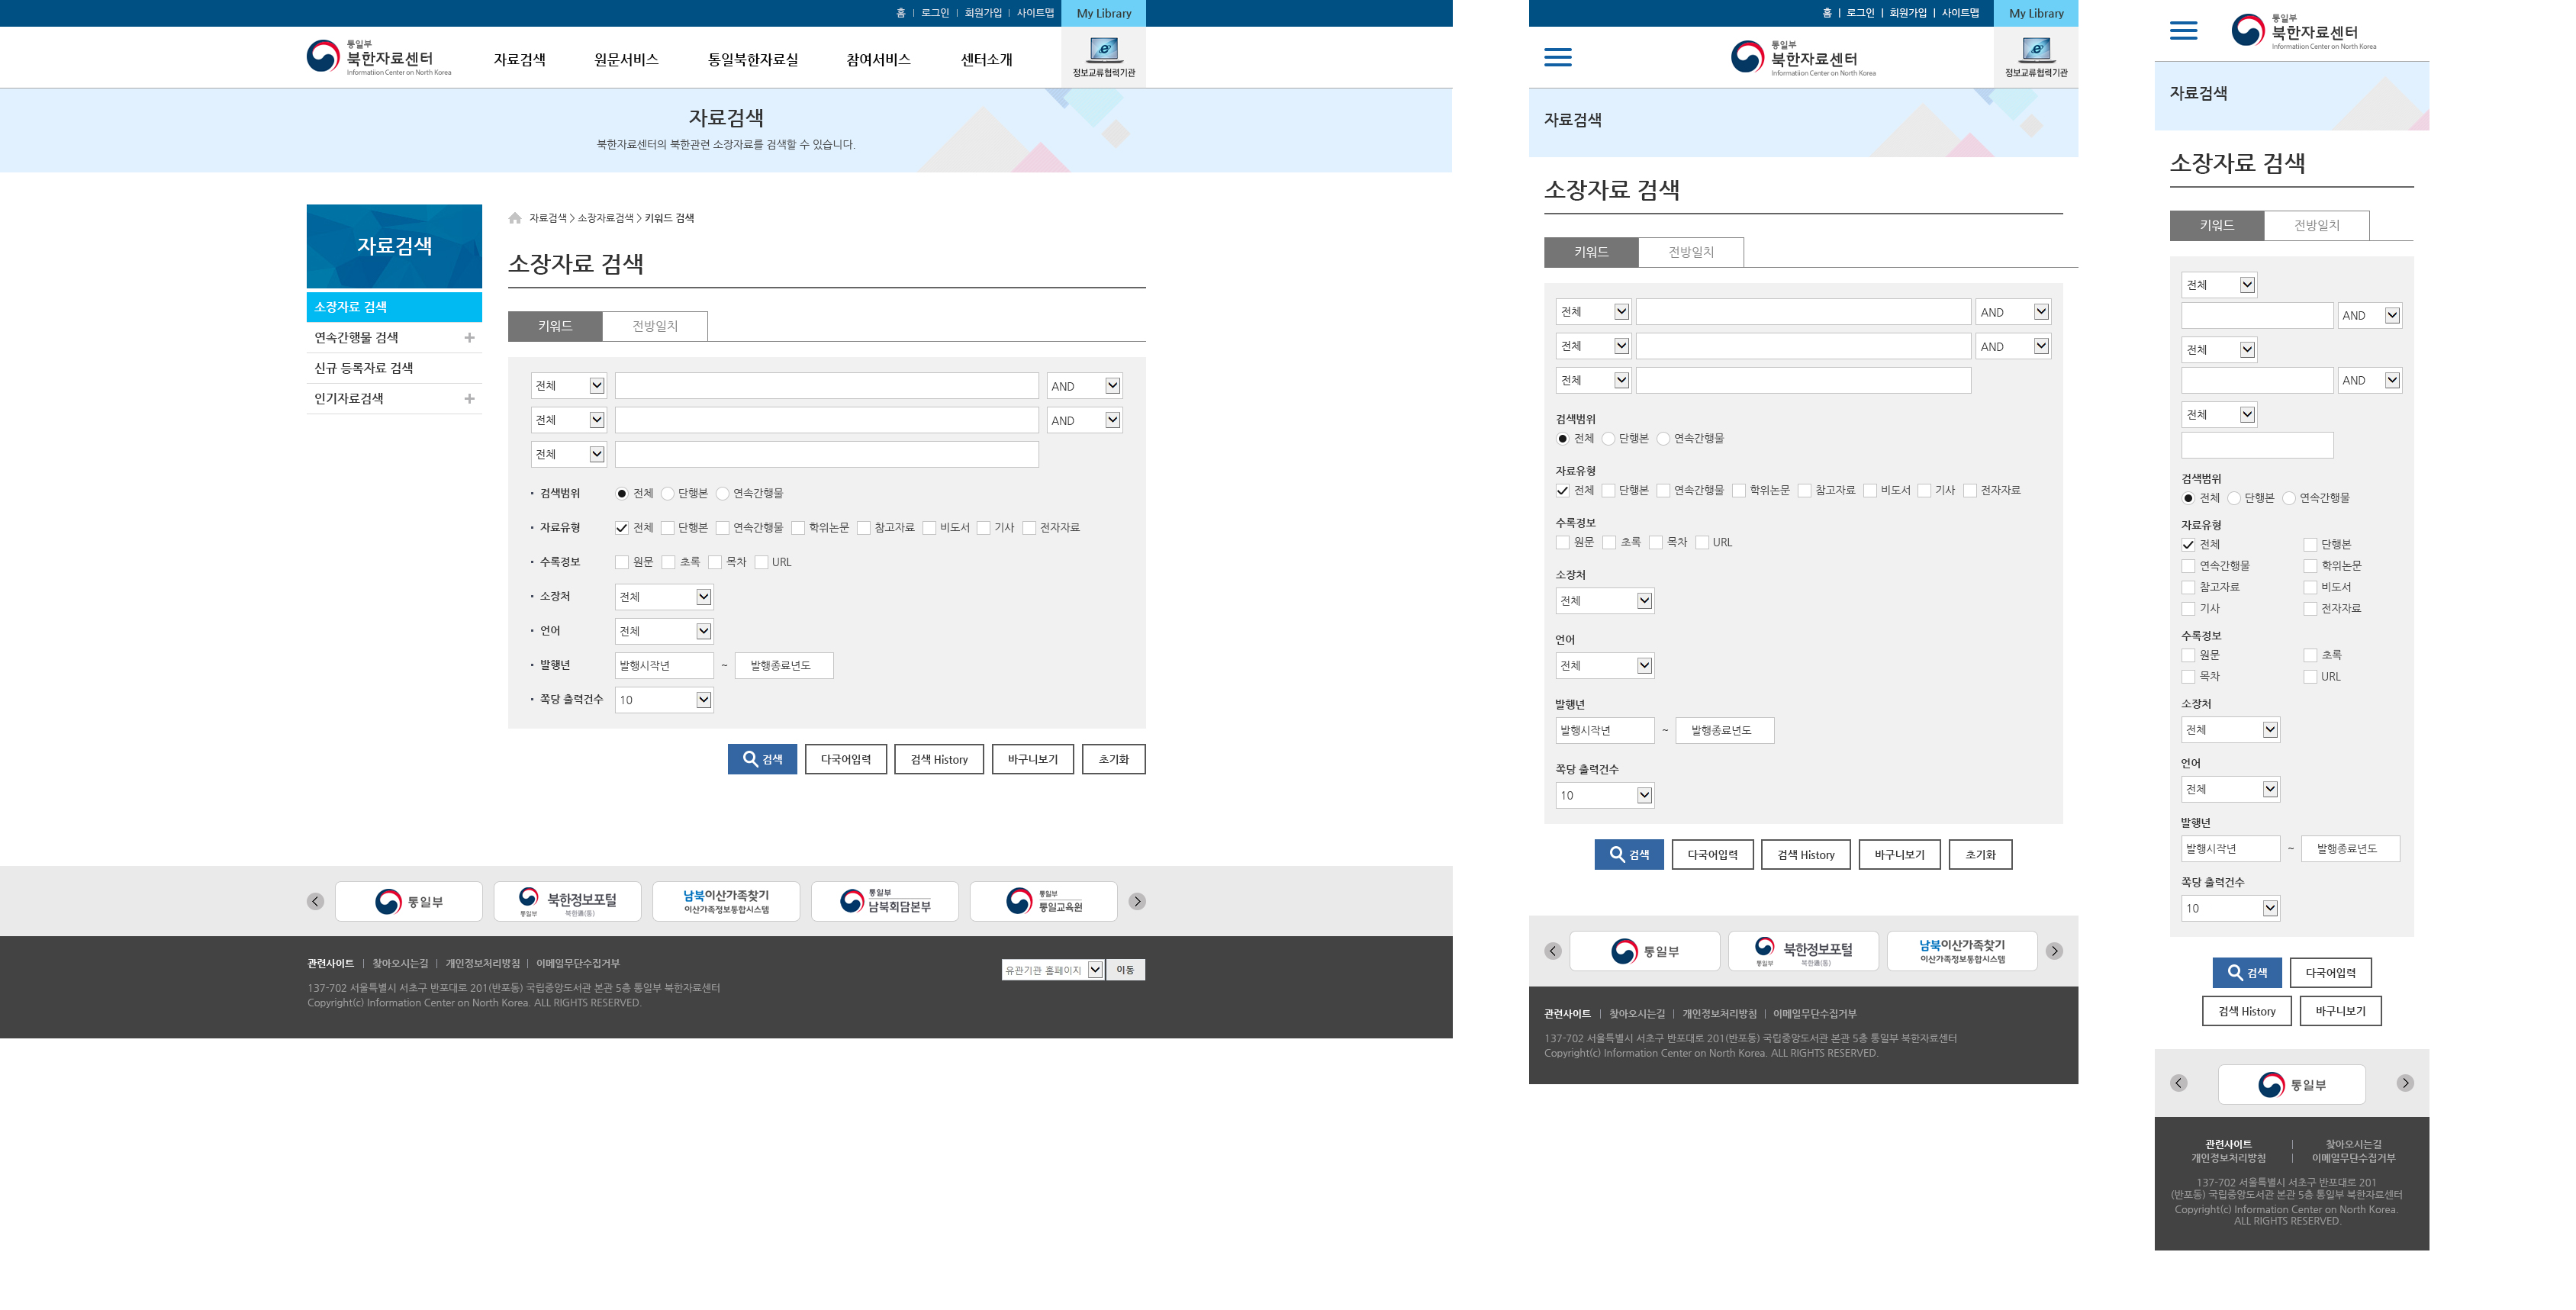 홈 | 로그인 | 회원가입 | 사이트맵 My Library
통일부
북한자료센터
Informatiion Center on North Korea
자료검색 원문서비스 통일북한자료실 참여서비스 센터소개
정보교류협력기관
자료검색
북한자료센터의 북한관련 소장자료를 검색할 수 있습니다.
자료검색
소장자료 검색
연속간행물 검색
신규 등록자료 검색
인기자료검색
자료검색 > 소장자료검색 > 키워드 검색
소장자료 검색
키워드 전방일치
전체 AND
전체 AND
전체
· 검색범위 전체 단행본 연속간행물
· 자료유형 전체 단행본 연속간행물 학위논문 참고자료 비도서 기사 전자자료
· 수록정보 원문 초록 목차 URL
· 소장처 전체
· 언어 전체
· 발행년 발행시작년 ~ 발행종료년도
· 쪽당 출력건수 10
검색 다국어입력 검색 History 바구니보기 초기화
통일부
북한정보포털
통일부 북한通(통)
남북이산가족찾기
이산가족정보통합시스템
통일부
남북회담본부
통일부
통일교육원
관련사이트 | 찾아오시는길 | 개인정보처리방침 | 이메일무단수집거부
유관기관 홈페이지 이동
137-702 서울특별시 서초구 반포대로 201(반포동) 국립중앙도서관 본관 5층 통일부 북한자료센터
Copyright(c) Information Center on North Korea. ALL RIGHTS RESERVED.
홈 | 로그인 | 회원가입 | 사이트맵 My Library
통일부
북한자료센터
Informatiion Center on North Korea
정보교류협력기관
자료검색
소장자료 검색
키워드 전방일치
전체 AND
전체 AND
전체
검색범위
전체 단행본 연속간행물
자료유형
전체 단행본 연속간행물 학위논문 참고자료 비도서 기사 전자자료
수록정보
원문 초록 목차 URL
소장처
전체
언어
전체
발행년
발행시작년 ~ 발행종료년도
쪽당 출력건수
10
검색 다국어입력 검색 History 바구니보기 초기화
통일부
북한정보포털
통일부 북한通(통)
남북이산가족찾기
이산가족정보통합시스템
관련사이트 | 찾아오시는길 | 개인정보처리방침 | 이메일무단수집거부
137-702 서울특별시 서초구 반포대로 201(반포동) 국립중앙도서관 본관 5층 통일부 북한자료센터
Copyright(c) Information Center on North Korea. ALL RIGHTS RESERVED.
통일부
북한자료센터
Informatiion Center on North Korea
자료검색
소장자료 검색
키워드 전방일치
전체
AND
전체
AND
전체
검색범위
전체 단행본 연속간행물
자료유형
전체 단행본
연속간행물 학위논문
참고자료 비도서
기사 전자자료
수록정보
원문 초록
목차 URL
소장처
전체
언어
전체
발행년
발행시작년 ~ 발행종료년도
쪽당 출력건수
10
검색 다국어입력
검색 History 바구니보기
통일부
관련사이트 | 찾아오시는길
개인정보처리방침 | 이메일무단수집거부
137-702 서울특별시 서초구 반포대로 201
(반포동) 국립중앙도서관 본관 5층 통일부 북한자료센터
Copyright(c) Information Center on North Korea.
ALL RIGHTS RESERVED.